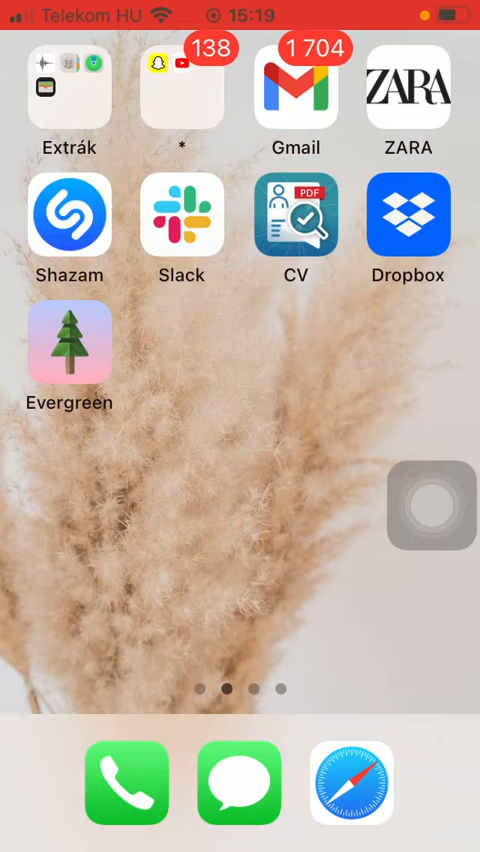 Telekom HU 15:19
138 1 704
PDF
ZARA
Extrák * Gmail ZARA
Shazam Slack CV Dropbox
Evergreen